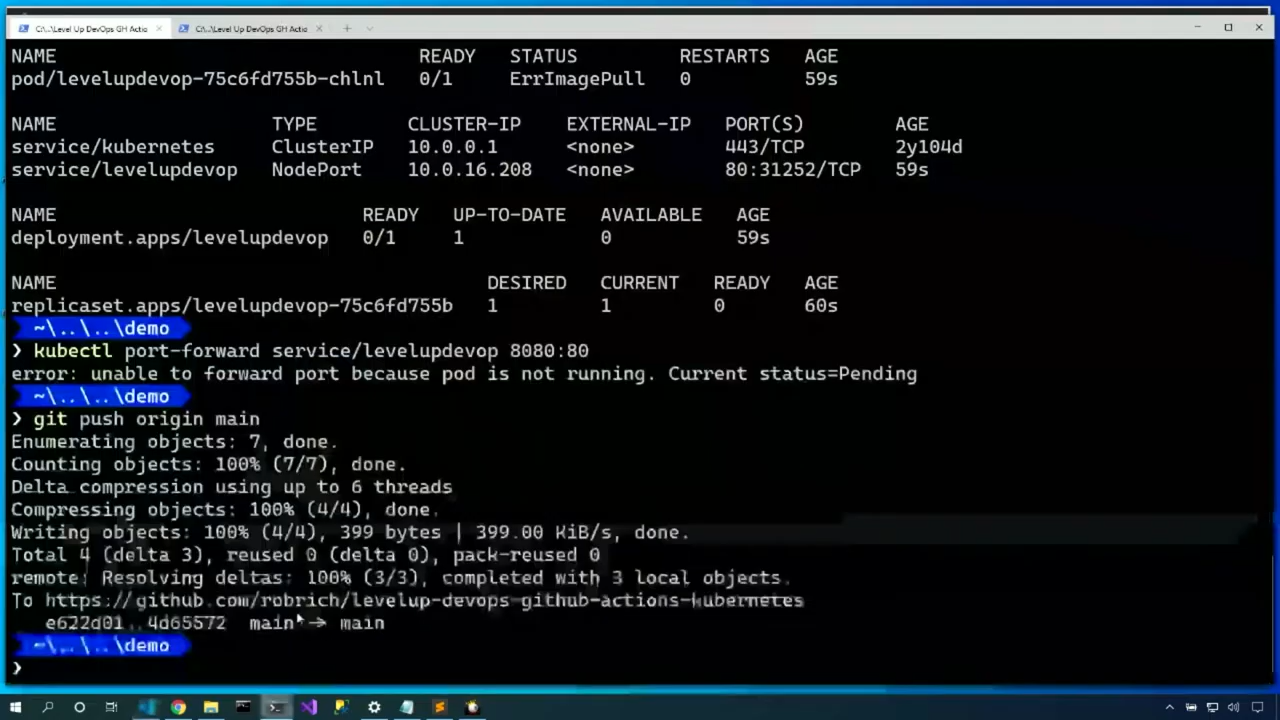 C:\...\Level Up DevOps GH Actio
C:\...\Level Up DevOps GH Actio
NAME READY STATUS RESTARTS AGE
pod/levelupdevop-75c6fd755b-chlnl 0/1 ErrImagePull 0 59s
NAME TYPE CLUSTER-IP EXTERNAL-IP PORT(S) AGE
service/kubernetes ClusterIP 10.0.0.1 <none> 443/TCP 2y104d
service/levelupdevop NodePort 10.0.16.208 <none> 80:31252/TCP 59s
NAME READY UP-TO-DATE AVAILABLE AGE
deployment.apps/levelupdevop 0/1 1 0 59s
NAME DESIRED CURRENT READY AGE
replicaset.apps/levelupdevop-75c6fd755b 1 1 0 60s
~\..\..\demo
❯ kubectl port-forward service/levelupdevop 8080:80
error: unable to forward port because pod is not running. Current status=Pending
~\..\..\demo
❯ git push origin main
Enumerating objects: 7, done.
Counting objects: 100% (7/7), done.
Delta compression using up to 6 threads
Compressing objects: 100% (4/4), done.
Writing objects: 100% (4/4), 399 bytes | 399.00 KiB/s, done.
Total 4 (delta 3), reused 0 (delta 0), pack-reused 0
remote: Resolving deltas: 100% (3/3), completed with 3 local objects.
To https://github.com/robrich/levelup-devops-github-actions-kubernetes
e622d01..4d65572 main -> main
~\..\..\demo
❯